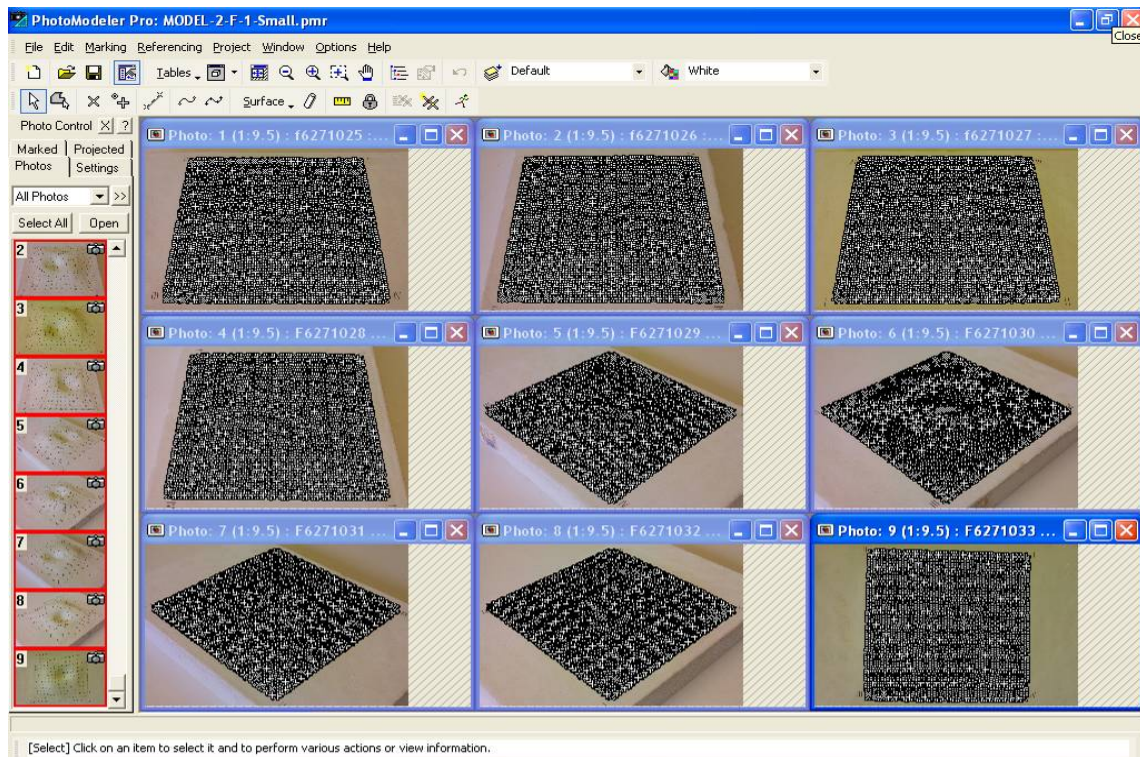 PhotoModeler Pro: MODEL-2-F-1-Small.pmr
Close
File Edit Marking Referencing Project Window Options Help
Tables Default White
Surface
Photo Control X ?
Marked Projected
Photos Settings
All Photos >>
Select All Open
2
3
4
5
6
7
8
9
Photo: 1 (1:9.5) : f6271025 :...
Photo: 2 (1:9.5) : f6271026 :...
Photo: 3 (1:9.5) : f6271027 :...
Photo: 4 (1:9.5) : F6271028 ...
Photo: 5 (1:9.5) : F6271029 ...
Photo: 6 (1:9.5) : F6271030 ...
Photo: 7 (1:9.5) : F6271031 ...
Photo: 8 (1:9.5) : F6271032 ...
Photo: 9 (1:9.5) : F6271033 ...
[Select] Click on an item to select it and to perform various actions or view information.